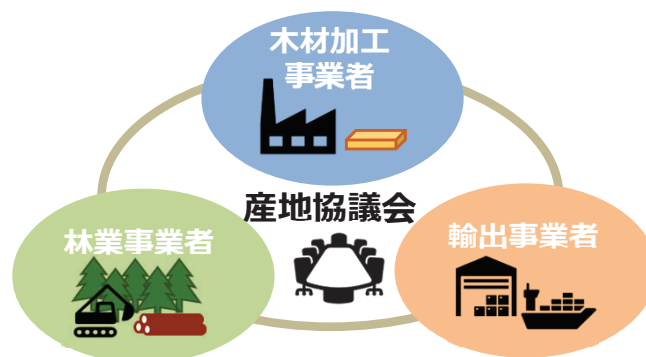 木材加工
事業者
産地協議会
林業事業者
輸出事業者